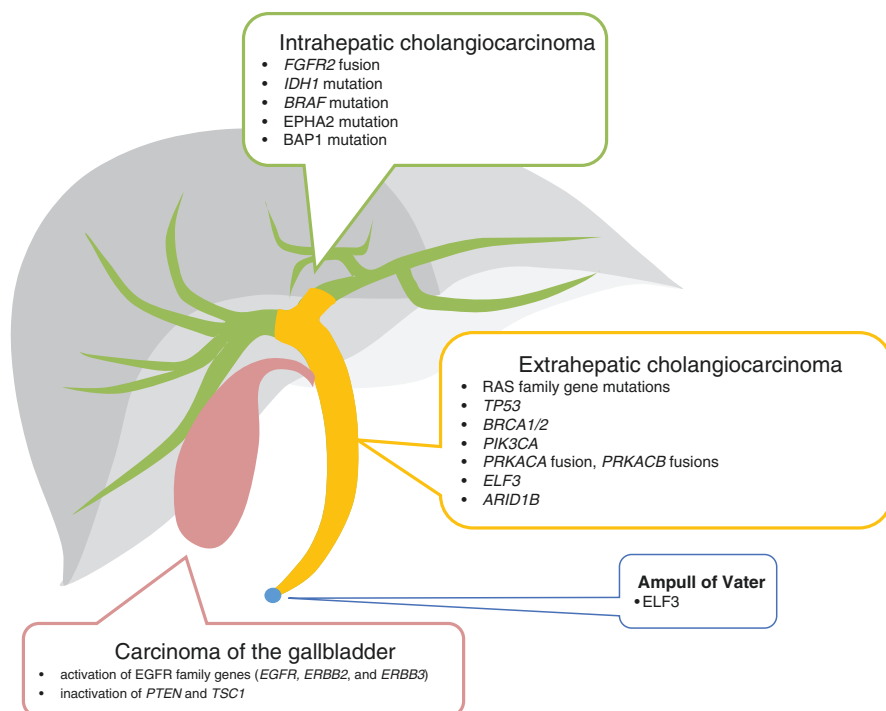 Intrahepatic cholangiocarcinoma
• FGFR2 fusion
• IDH1 mutation
• BRAF mutation
• EPHA2 mutation
• BAP1 mutation
Extrahepatic cholangiocarcinoma
• RAS family gene mutations
• TP53
• BRCA1/2
• PIK3CA
• PRKACA fusion, PRKACB fusions
• ELF3
• ARID1B
Ampull of Vater
• ELF3
Carcinoma of the gallbladder
• activation of EGFR family genes (EGFR, ERBB2, and ERBB3)
• inactivation of PTEN and TSC1